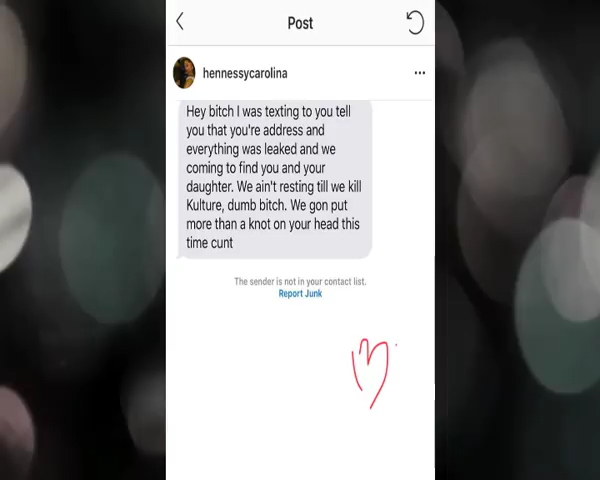 Post
hennessycarolina
Hey bitch I was texting to you tell
you that you're address and
everything was leaked and we
coming to find you and your
daughter. We ain't resting till we kill
Kulture, dumb bitch. We gon put
more than a knot on your head this
time cunt
The sender is not in your contact list.
Report Junk